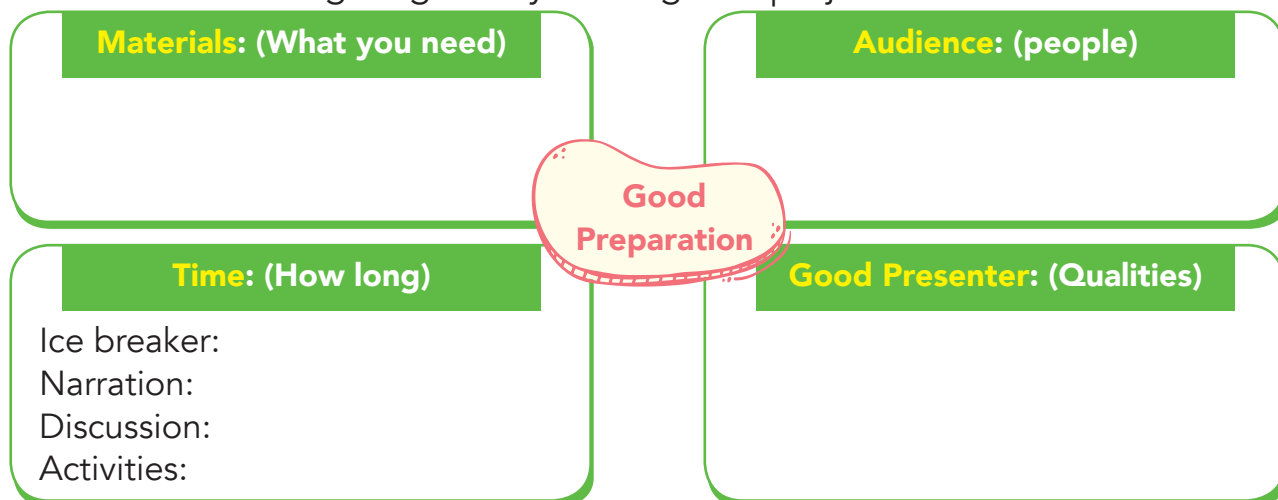 Materials: (What you need)
Audience: (people)
Good
Preparation
Time: (How long)
Ice breaker:
Narration:
Discussion:
Activities:
Good Presenter: (Qualities)